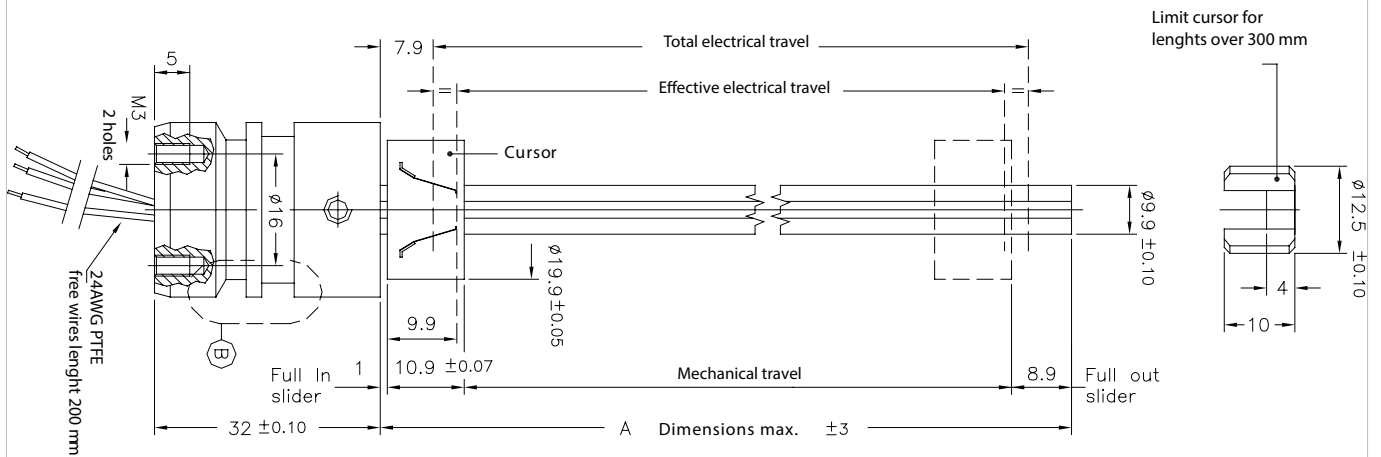 Limit cursor for
lenghts over 300 mm
7.9
Total electrical travel
5
=
Effective electrical travel
=
M3
2 holes
Cursor
ø16
ø9.9 ±0.10
ø12.5 ±0.10
24AWG PTFE
free wires lenght 200 mm
ø19.9±0.05
4
9.9
10
B
Full In
slider
1
10.9 ±0.07
Mechanical travel
8.9
Full out
slider
32 ±0.10
A Dimensions max. ±3